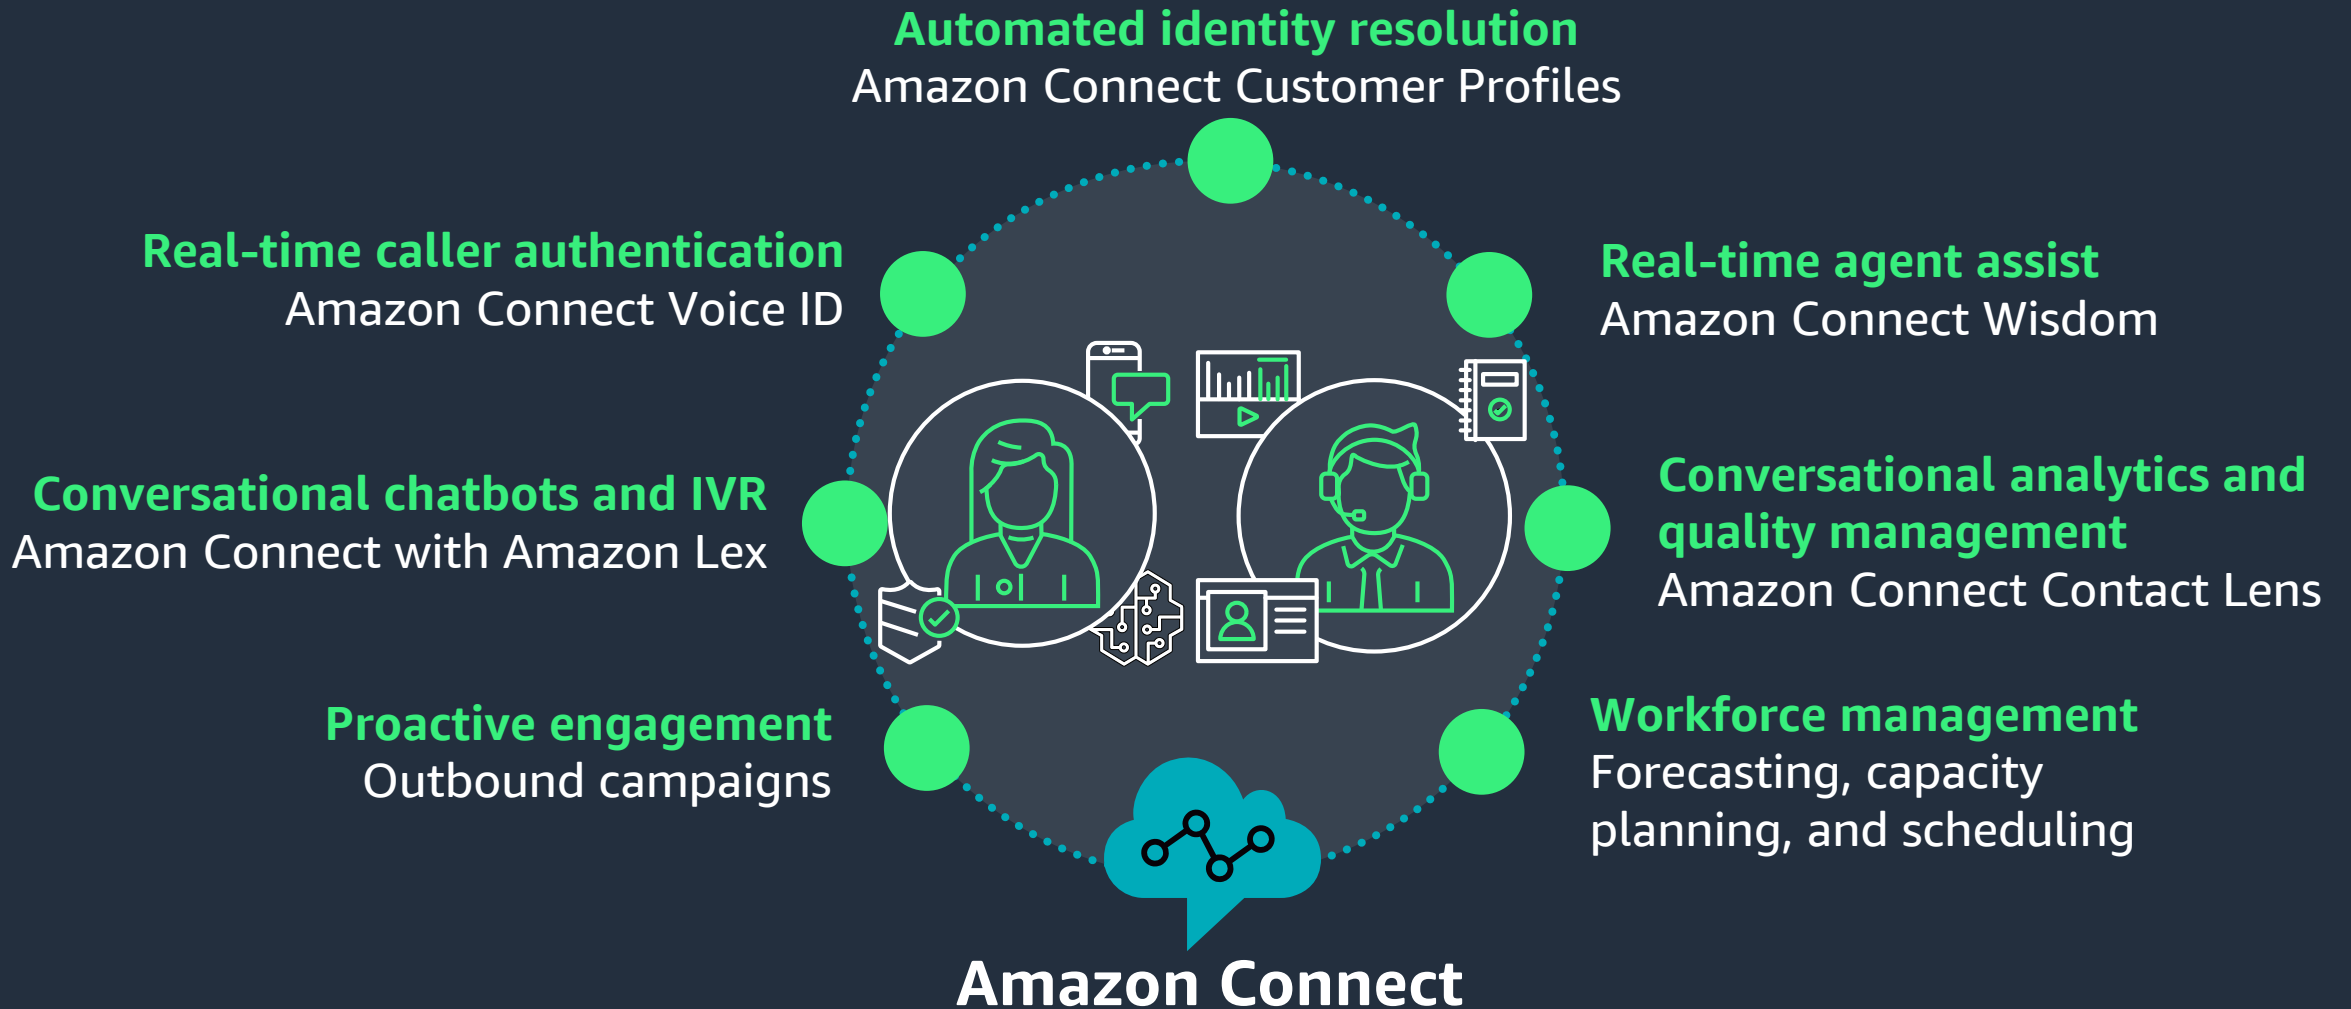 Automated identity resolution
Amazon Connect Customer Profiles
Real-time caller authentication
Amazon Connect Voice ID
Real-time agent assist
Amazon Connect Wisdom
Conversational chatbots and IVR
Amazon Connect with Amazon Lex
Conversational analytics and
quality management
Amazon Connect Contact Lens
Proactive engagement
Outbound campaigns
Workforce management
Forecasting, capacity
planning, and scheduling
Amazon Connect